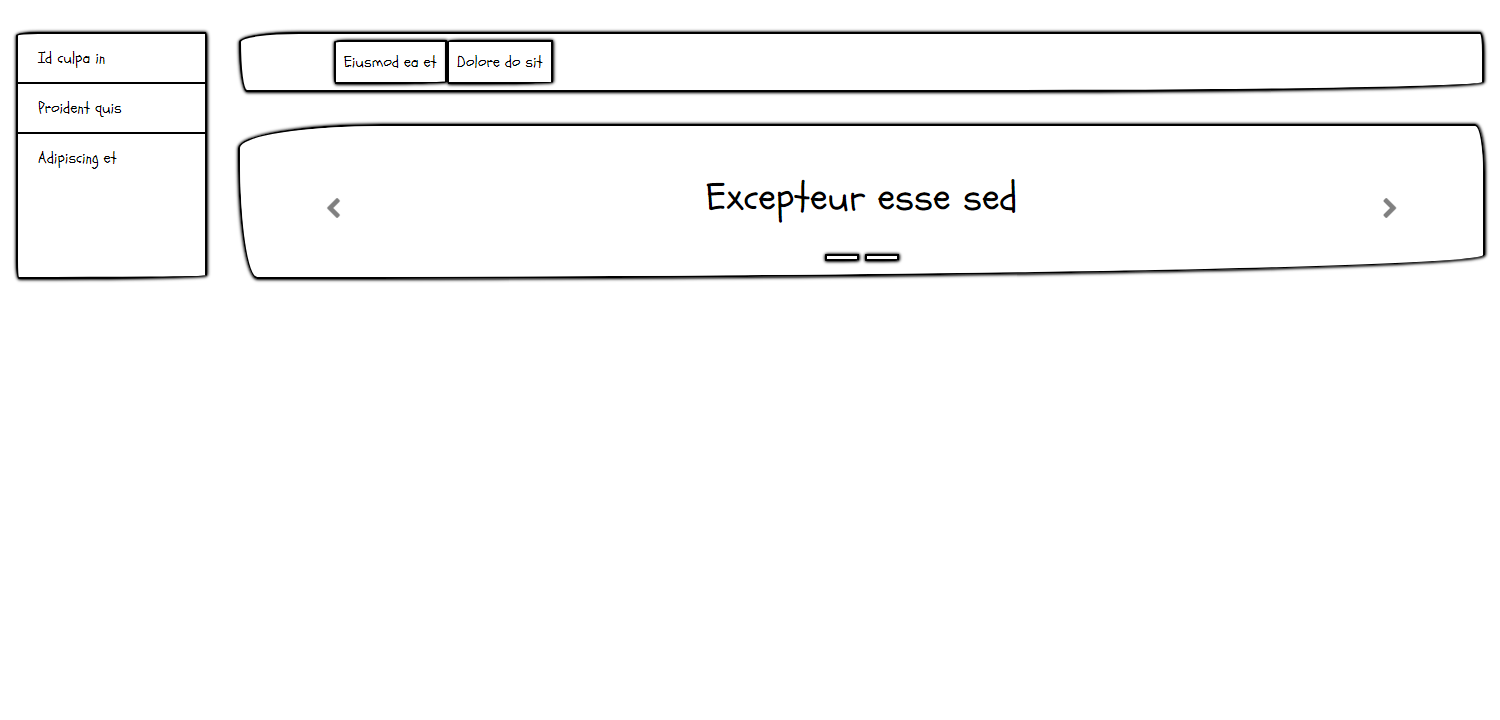 Id culpa in
Proident quis
Adipiscing et
Eiusmod ea et
Dolore do sit
Excepteur esse sed